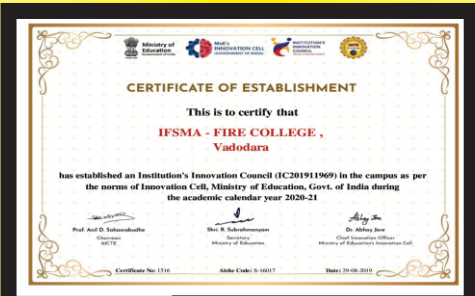 Ministry of
Education
MoE's
INNOVATION CELL
(GOVERNMENT OF INDIA)
INSTITUTION'S
INNOVATION
COUNCIL
CERTIFICATE OF ESTABLISHMENT
This is to certify that
IFSMA - FIRE COLLEGE ,
Vadodara
has established an Institution's Innovation Council (IC201911969) in the campus as per
the norms of Innovation Cell, Ministry of Education, Govt. of India during
the academic calendar year 2020-21
Prof. Anil D. Sahasrabudhe
Chairman
AICTE
Shri. R. Subrahmanyam
Secretary
Ministry of Education
Dr. Abhay Jere
Chief Innovation Officer
Ministry of Education's Innovation Cell
Certificate No: 1516
Aishe Code: S-16017
Date: 29-08-2019